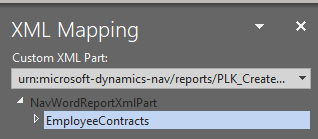 XML Mapping
Custom XML Part:
urn:microsoft-dynamics-nav/reports/PLK_Create...
NavWordReportXmlPart
EmployeeContracts